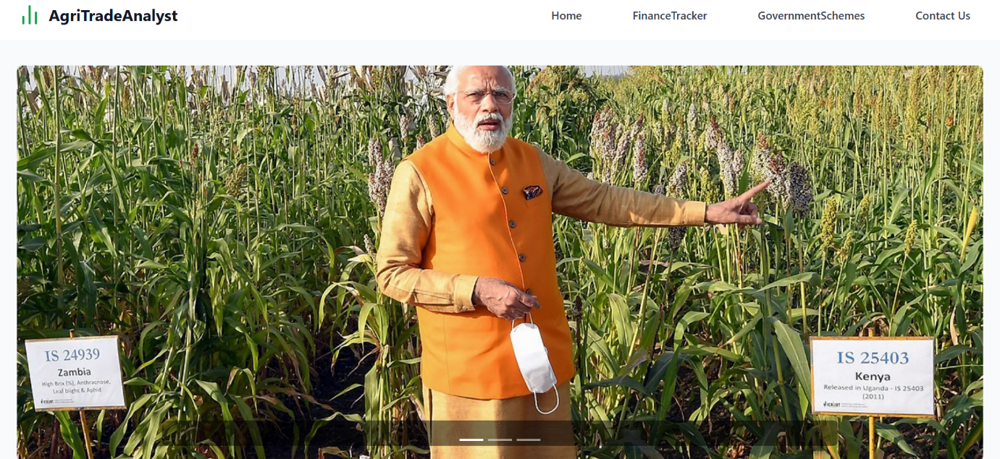 AgriTradeAnalyst
Home
FinanceTracker
GovernmentSchemes
Contact Us
IS 24939
Zambia
High Brix (%), Anthracnose,
Leaf blight & Aphid
ICRISAT
IS 25403
Kenya
Released in Uganda - IS 25403
(2011)
ICRISAT